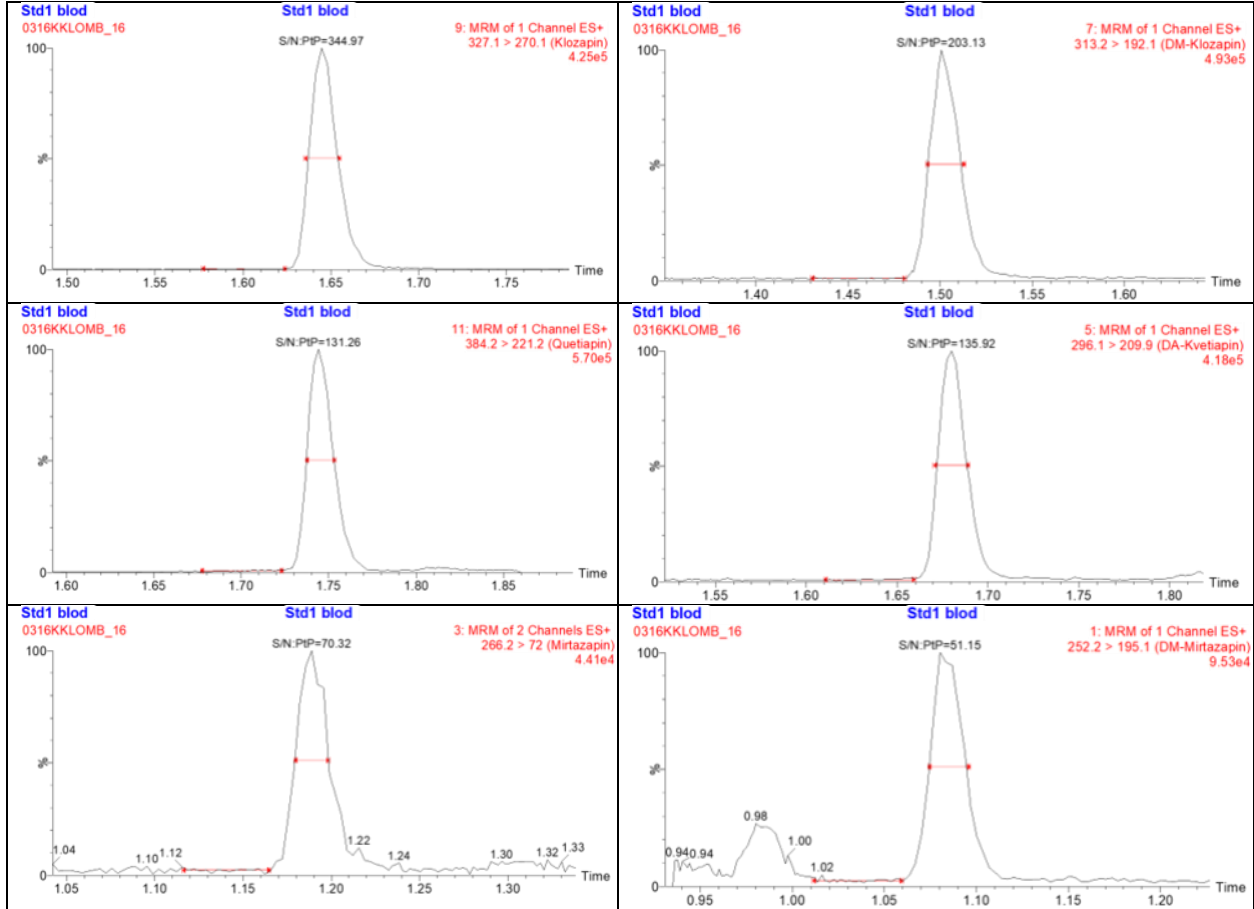 Std1 blod Std1 blod
0316KKLOMB_16
9: MRM of 1 Channel ES+
327.1 > 270.1 (Klozapin)
4.25e5
S/N:PtP=344.97
100
%
0
1.50 1.55 1.60 1.65 1.70 1.75 Time
Std1 blod Std1 blod
0316KKLOMB_16
7: MRM of 1 Channel ES+
313.2 > 192.1 (DM-Klozapin)
4.93e5
S/N:PtP=203.13
100
%
0
1.40 1.45 1.50 1.55 1.60 Time
Std1 blod Std1 blod
0316KKLOMB_16
11: MRM of 1 Channel ES+
384.2 > 221.2 (Quetiapin)
5.70e5
S/N:PtP=131.26
100
%
0
1.60 1.65 1.70 1.75 1.80 1.85 Time
Std1 blod Std1 blod
0316KKLOMB_16
5: MRM of 1 Channel ES+
296.1 > 209.9 (DA-Kvetiapin)
4.18e5
S/N:PtP=135.92
100
%
0
1.55 1.60 1.65 1.70 1.75 1.80 Time
Std1 blod Std1 blod
0316KKLOMB_16
3: MRM of 2 Channels ES+
266.2 > 72 (Mirtazapin)
4.41e4
S/N:PtP=70.32
100
%
1.04 1.10 1.12 1.22 1.24 1.30 1.32 1.33
0
1.05 1.10 1.15 1.20 1.25 1.30 Time
Std1 blod Std1 blod
0316KKLOMB_16
1: MRM of 1 Channel ES+
252.2 > 195.1 (DM-Mirtazapin)
9.53e4
S/N:PtP=51.15
100
%
0.94 0.94 0.98 1.00 1.02
0
0.95 1.00 1.05 1.10 1.15 1.20 Time